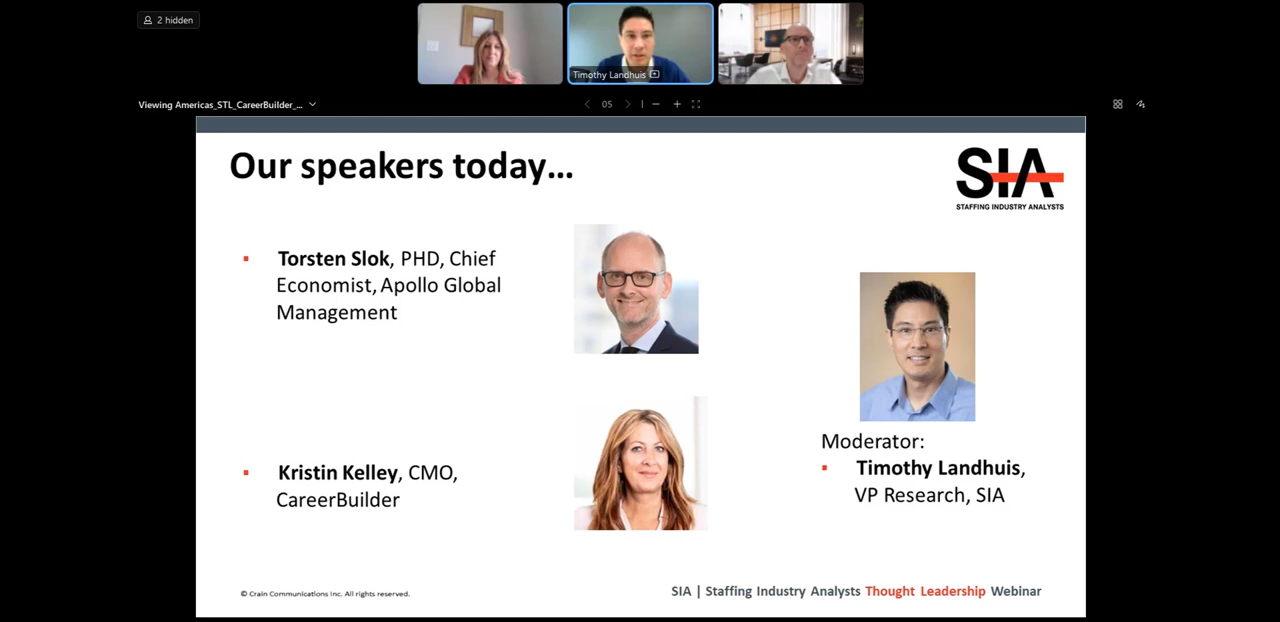 2 hidden
Timothy Landhuis
Viewing Americas_STL_CareerBuilder_...
05
Our speakers today...
SIA
STAFFING INDUSTRY ANALYSTS
▪ Torsten Slok, PHD, Chief
Economist, Apollo Global
Management
▪ Kristin Kelley, CMO,
CareerBuilder
Moderator:
▪ Timothy Landhuis,
VP Research, SIA
© Crain Communications Inc. All rights reserved.
SIA | Staffing Industry Analysts Thought Leadership Webinar